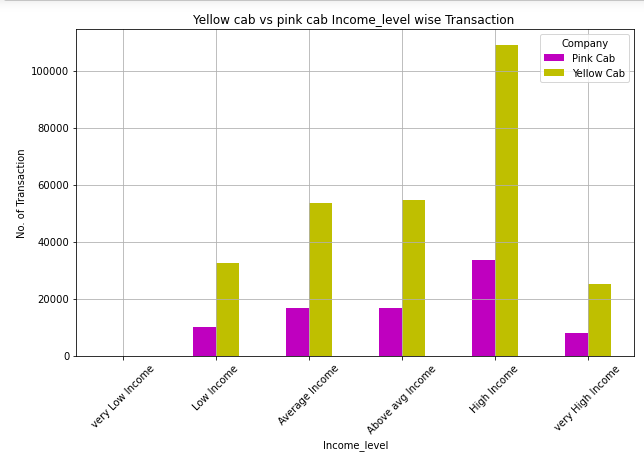 Yellow cab vs pink cab Income_level wise Transaction
Company
Pink Cab
Yellow Cab
No. of Transaction
100000
80000
60000
40000
20000
0
very Low Income
Low Income
Average Income
Above avg Income
High Income
very High Income
Income_level